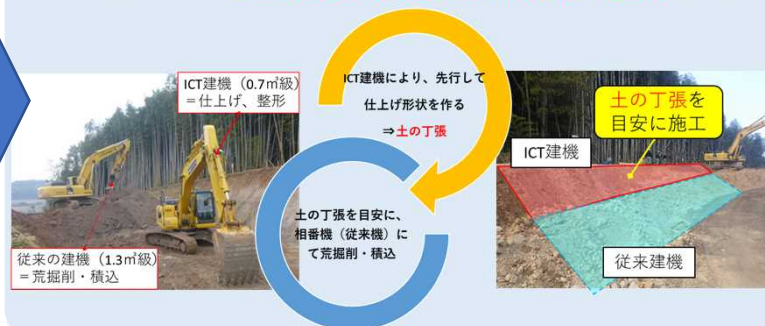 ICT建機（0.7㎥級）
＝仕上げ、整形
従来の建機（1.3㎥級）
＝荒掘削・積込
ICT建機により、先行して
仕上げ形状を作る
⇒土の丁張
土の丁張を目安に、
相番機（従来機）に
て荒掘削・積込
土の丁張を
目安に施工
ICT建機
従来建機